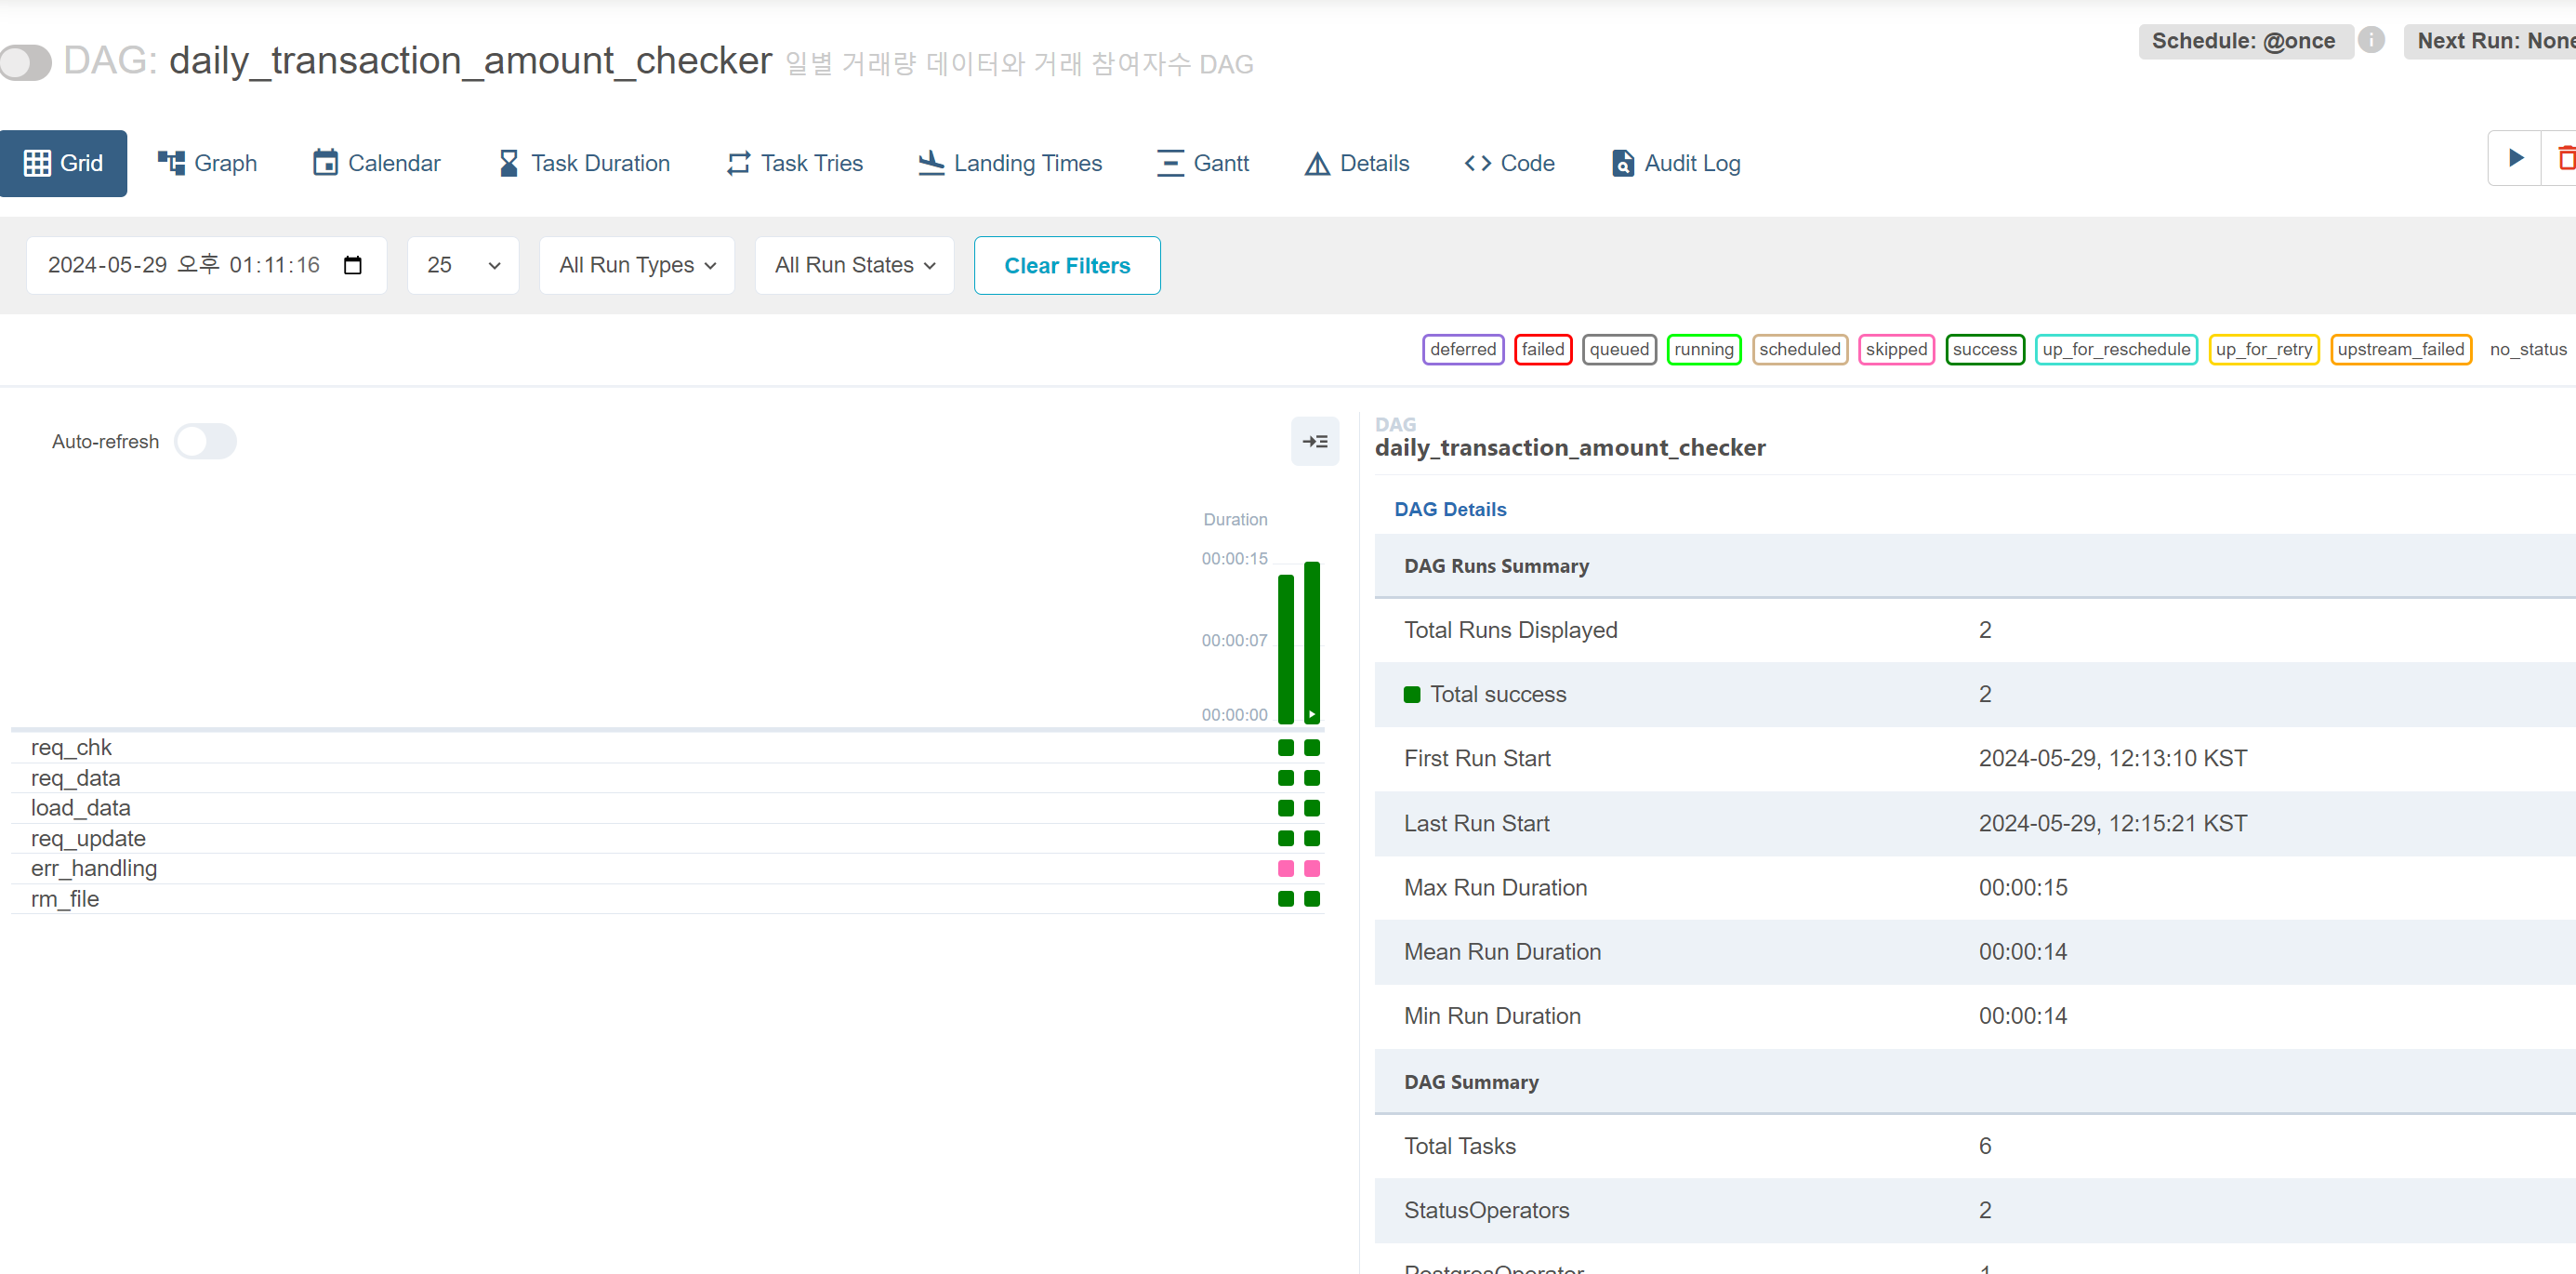 DAG: daily_transaction_amount_checker 일별 거래량 데이터와 거래 참여자수 DAG
Schedule: @once
Next Run: None
Grid
Graph
Calendar
Task Duration
Task Tries
Landing Times
Gantt
Details
Code
Audit Log
2024-05-29 오후 01:11:16
25
All Run Types
All Run States
Clear Filters
deferred
failed
queued
running
scheduled
skipped
success
up_for_reschedule
up_for_retry
upstream_failed
no_status
Auto-refresh
Duration
00:00:15
00:00:07
00:00:00
req_chk
req_data
load_data
req_update
err_handling
rm_file
DAG
daily_transaction_amount_checker
DAG Details
DAG Runs Summary
Total Runs Displayed 2
Total success 2
First Run Start 2024-05-29, 12:13:10 KST
Last Run Start 2024-05-29, 12:15:21 KST
Max Run Duration 00:00:15
Mean Run Duration 00:00:14
Min Run Duration 00:00:14
DAG Summary
Total Tasks 6
StatusOperators 2
PostgresOperator 1